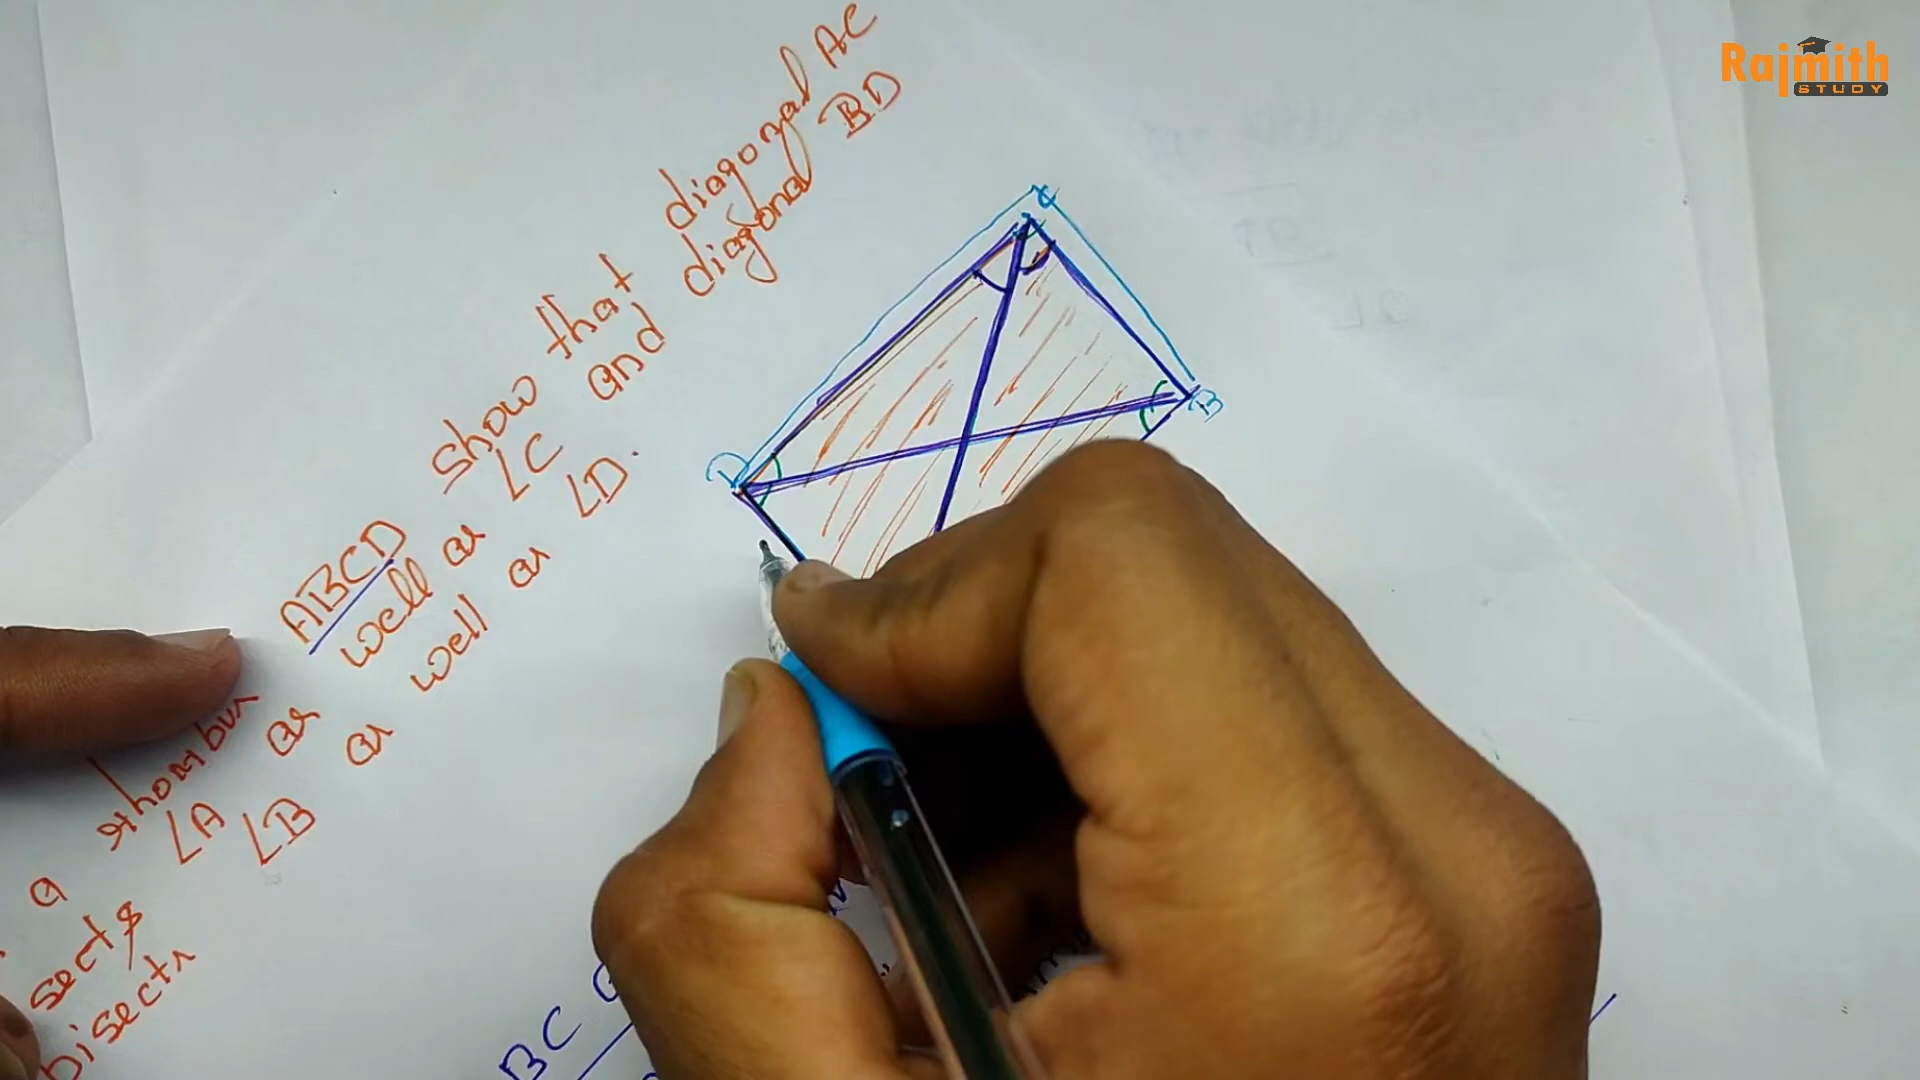 Rajmith
STUDY
a rhombus ABCD show that diagonal AC
sects ∠A as well as ∠C and diagonal BD
bisects ∠B as well as ∠D.
C
B
D
BC